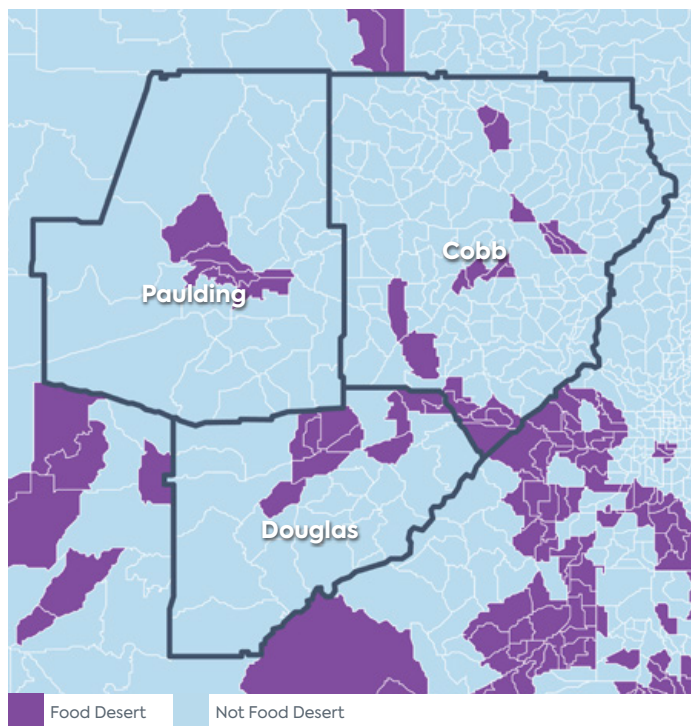 Cobb
Paulding
Douglas
Food Desert
Not Food Desert